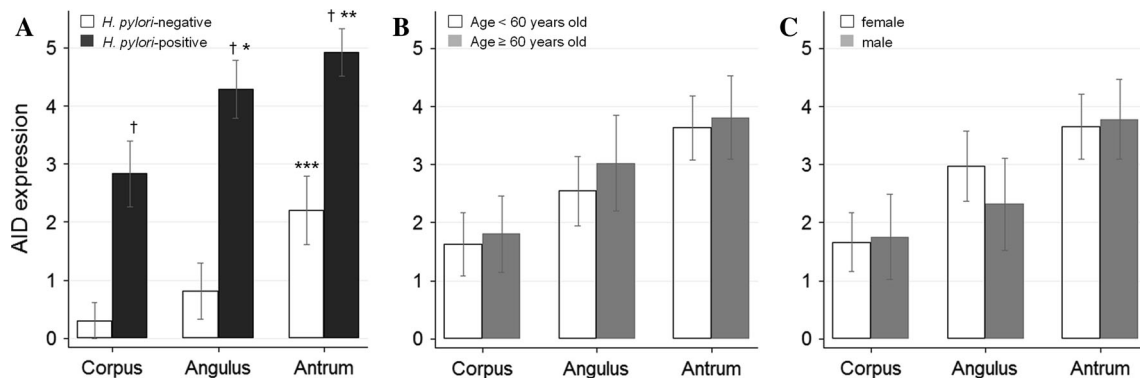 A
H. pylori-negative
H. pylori-positive
† ** 
† *
†
***
AID expression
5
4
3
2
1
0
Corpus Angulus Antrum
B
Age < 60 years old
Age ≥ 60 years old
5
4
3
2
1
0
Corpus Angulus Antrum
C
female
male
5
4
3
2
1
0
Corpus Angulus Antrum